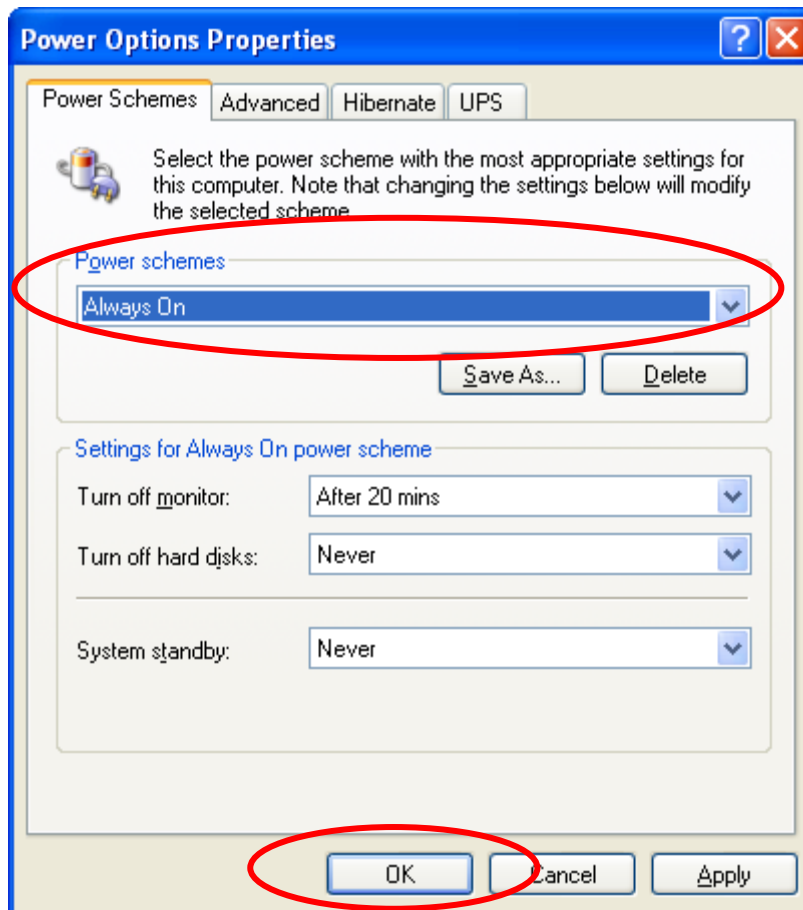 Power Options Properties
Power Schemes Advanced Hibernate UPS
Select the power scheme with the most appropriate settings for
this computer. Note that changing the settings below will modify
the selected scheme.
Power schemes
Always On
Save As... Delete
Settings for Always On power scheme
Turn off monitor: After 20 mins
Turn off hard disks: Never
System standby: Never
OK Cancel Apply